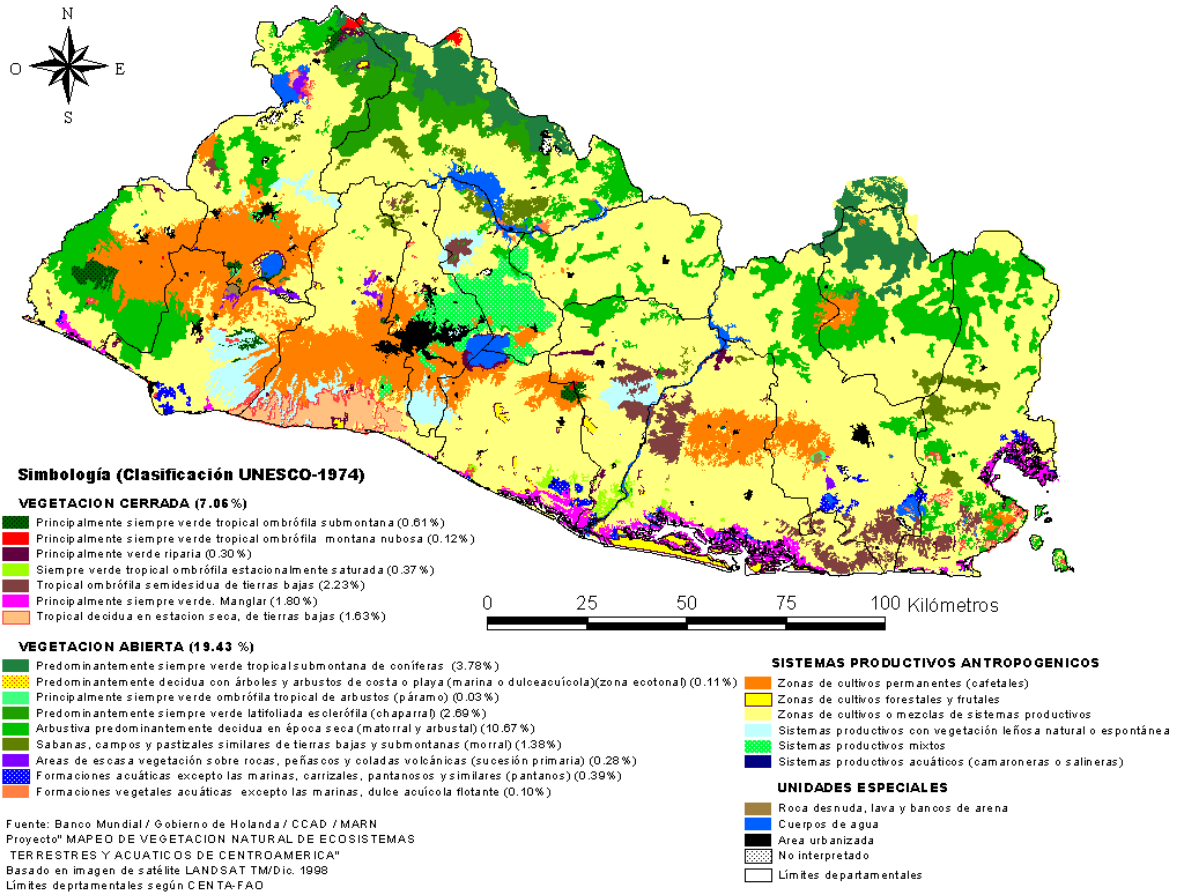 N
O
E
S
0 25 50 75 100 Kilómetros
Simbología (Clasificación UNESCO-1974)
VEGETACION CERRADA (7.06%)
Principalmente siempre verde tropical ombrófila submontana (0.61%)
Principalmente siempre verde tropical ombrófila montana nubosa (0.12%)
Principalmente verde riparia (0.30%)
Siempre verde tropical ombrófila estacionalmente saturada (0.37%)
Tropical ombrófila semidesidua de tierras bajas (2.23%)
Principalmente siempre verde. Manglar (1.80%)
Tropical decidua en estacion seca, de tierras bajas (1.63%)
VEGETACION ABIERTA (19.43 %)
Predominantemente siempre verde tropical submontana de coníferas (3.78%)
Predominantemente decidua con árboles y arbustos de costa o playa (marina o dulceacuícola)(zona ecotonal) (0.11%)
Principalmente siempre verde ombrófila tropical de arbustos (páramo) (0.03%)
Predominantemente siempre verde latifoliada esclerófila (chaparral) (2.69%)
Arbustiva predominantemente decidua en época seca (matorral y arbustal) (10.67%)
Sabanas, campos y pastizales similares de tierras bajas y submontanas (morral) (1.38%)
Areas de escasa vegetación sobre rocas, peñascos y coladas volcánicas (sucesión primaria) (0.28%)
Formaciones acuáticas excepto las marinas, carrizales, pantanosos y similares (pantanos) (0.39%)
Formaciones vegetales acuáticas excepto las marinas, dulce acuícola flotante (0.10%)
SISTEMAS PRODUCTIVOS ANTROPOGENICOS
Zonas de cultivos permanentes (cafetales)
Zonas de cultivos forestales y frutales
Zonas de cultivos o mezclas de sistemas productivos
Sistemas productivos con vegetación leñosa natural o espontánea
Sistemas productivos mixtos
Sistemas productivos acuáticos (camaroneras o salineras)
UNIDADES ESPECIALES
Roca desnuda, lava y bancos de arena
Cuerpos de agua
Area urbanizada
No interpretado
Límites departamentales
Fuente: Banco Mundial / Gobierno de Holanda / CCAD / MARN
Proyecto" MAPEO DE VEGETACION NATURAL DE ECOSISTEMAS
TERRESTRES Y ACUATICOS DE CENTROAMERICA"
Basado en imagen de satélite LANDSAT TM/Dic. 1998
Límites deprtamentales según CENTA-FAO